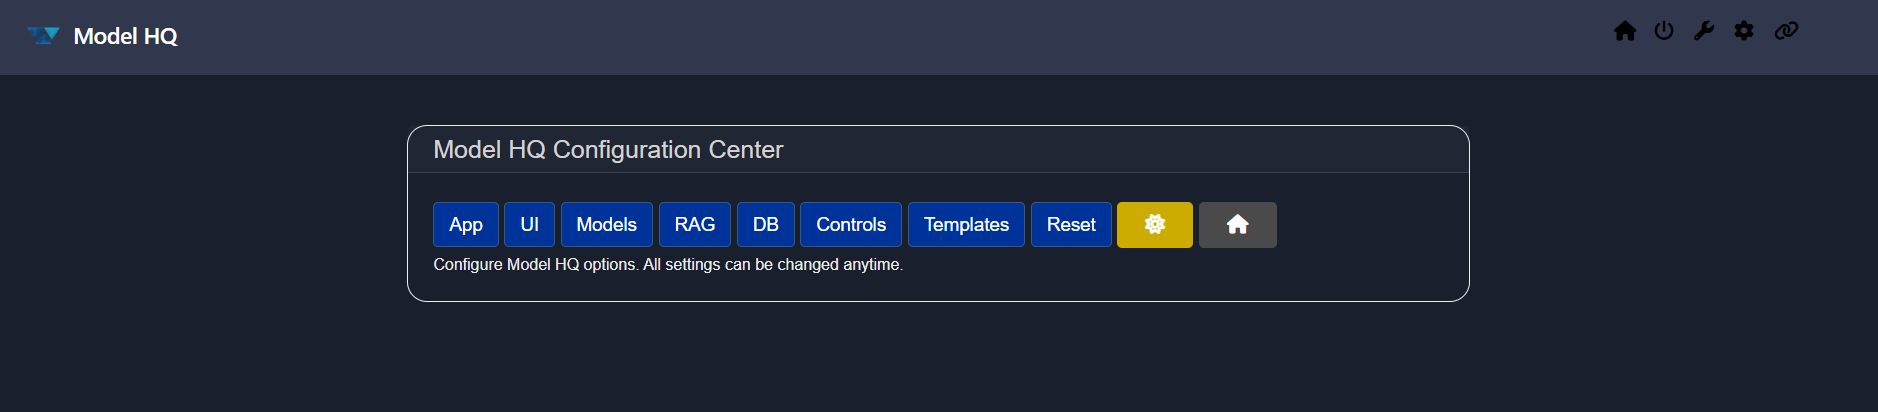 Model HQ
Model HQ Configuration Center
App UI Models RAG DB Controls Templates Reset
Configure Model HQ options. All settings can be changed anytime.